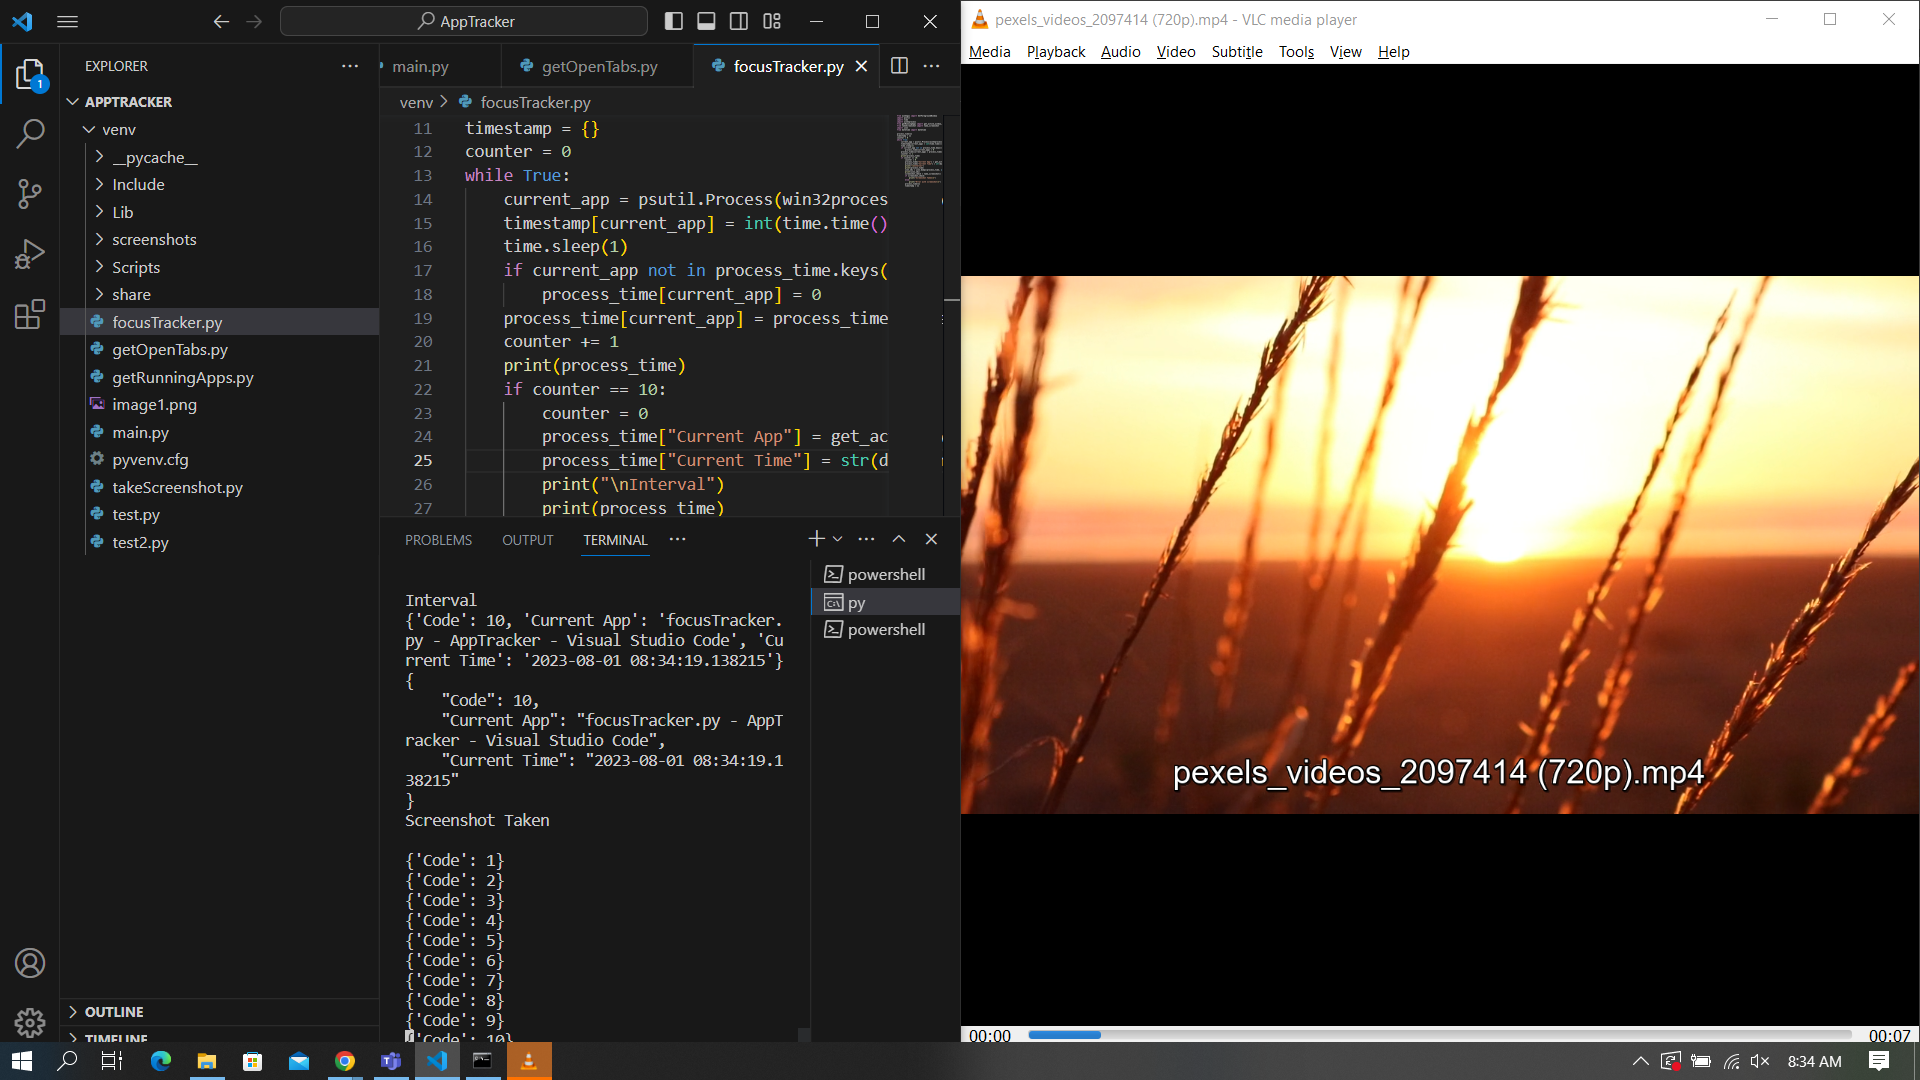 AppTracker
EXPLORER
1
APPTRACKER
venv
__pycache__
Include
Lib
screenshots
Scripts
share
focusTracker.py
getOpenTabs.py
getRunningApps.py
image1.png
main.py
pyvenv.cfg
takeScreenshot.py
test.py
test2.py
OUTLINE
TIMELINE
main.py
getOpenTabs.py
focusTracker.py
venv
focusTracker.py
11 timestamp = {}
12 counter = 0
13 while True:
14 current_app = psutil.Process(win32proces
15 timestamp[current_app] = int(time.time()
16 time.sleep(1)
17 if current_app not in process_time.keys(
18 process_time[current_app] = 0
19 process_time[current_app] = process_time
20 counter += 1
21 print(process_time)
22 if counter == 10:
23 counter = 0
24 process_time["Current App"] = get_ac
25 process_time["Current Time"] = str(d
26 print("\nInterval")
27 print(process_time)
PROBLEMS
OUTPUT
TERMINAL
Interval
{'Code': 10, 'Current App': 'focusTracker.
py - AppTracker - Visual Studio Code', 'Cu
rrent Time': '2023-08-01 08:34:19.138215'}
{
"Code": 10,
"Current App": "focusTracker.py - AppT
racker - Visual Studio Code",
"Current Time": "2023-08-01 08:34:19.1
38215"
}
Screenshot Taken
{'Code': 1}
{'Code': 2}
{'Code': 3}
{'Code': 4}
{'Code': 5}
{'Code': 6}
{'Code': 7}
{'Code': 8}
{'Code': 9}
{'Code': 10}
powershell
py
powershell
pexels_videos_2097414 (720p).mp4 - VLC media player
Media
Playback
Audio
Video
Subtitle
Tools
View
Help
pexels_videos_2097414 (720p).mp4
00:00
00:07
8:34 AM